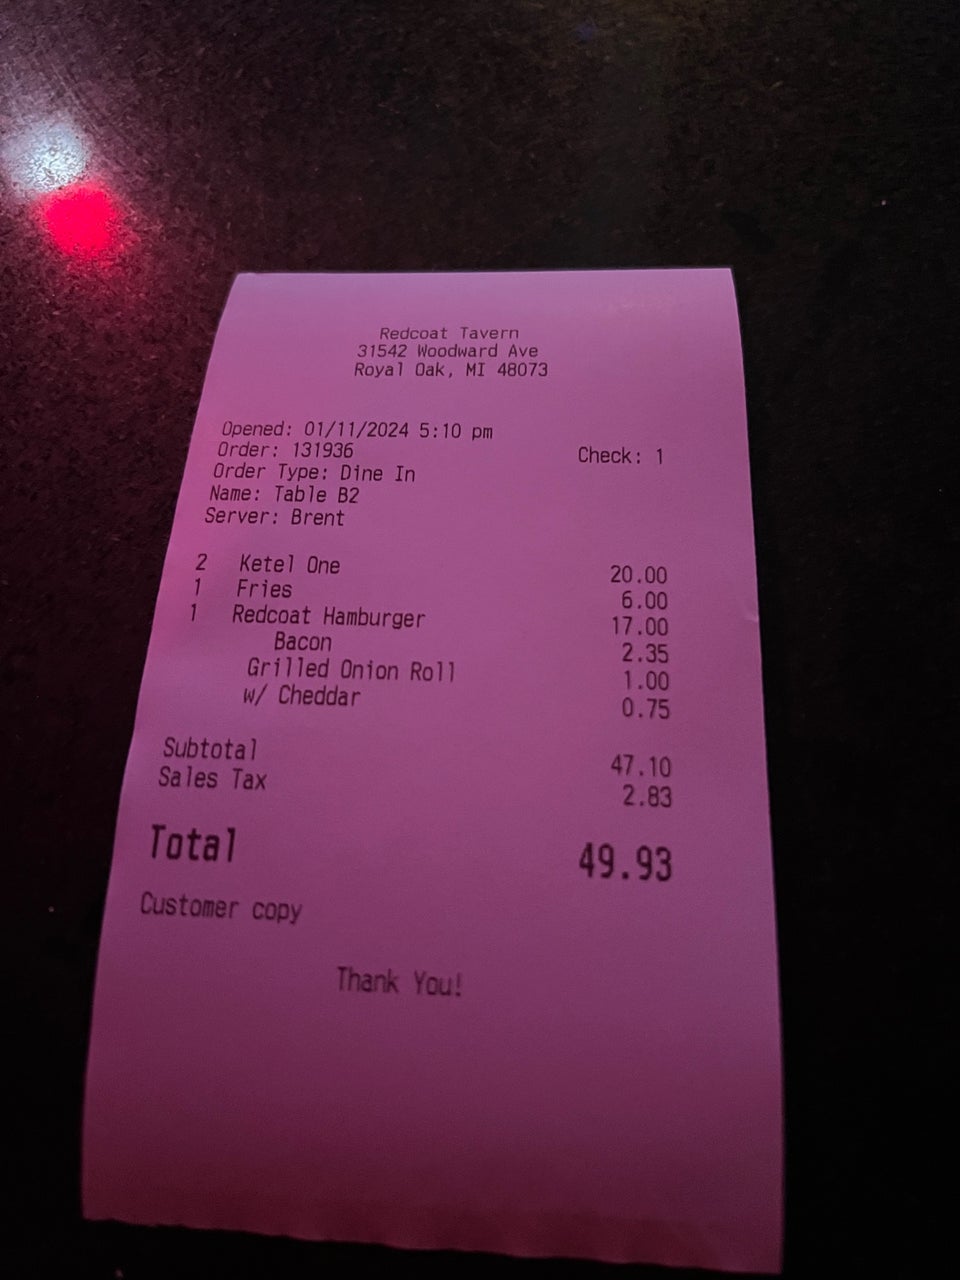 Redcoat Tavern
31542 Woodward Ave
Royal Oak, MI 48073
Opened: 01/11/2024 5:10 pm
Order: 131936 Check: 1
Order Type: Dine In
Name: Table B2
Server: Brent
2 Ketel One 20.00
1 Fries 6.00
1 Redcoat Hamburger 17.00
Bacon 2.35
Grilled Onion Roll 1.00
w/ Cheddar 0.75
Subtotal 47.10
Sales Tax 2.83
Total 49.93
Customer copy
Thank You!